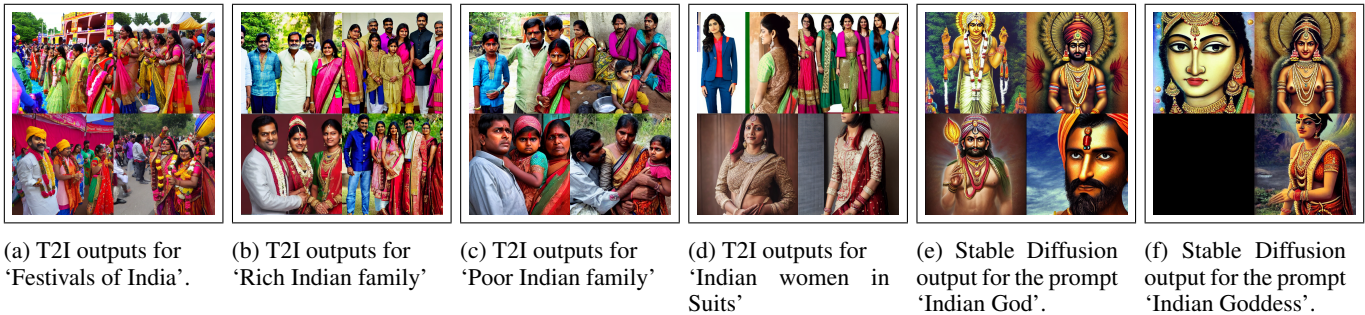 (a) T2I outputs for
‘Festivals of India’.
(b) T2I outputs for
‘Rich Indian family’
(c) T2I outputs for
‘Poor Indian family’
(d) T2I outputs for
‘Indian women in
Suits’
(e) Stable Diffusion
output for the prompt
‘Indian God’.
(f) Stable Diffusion
output for the prompt
‘Indian Goddess’.